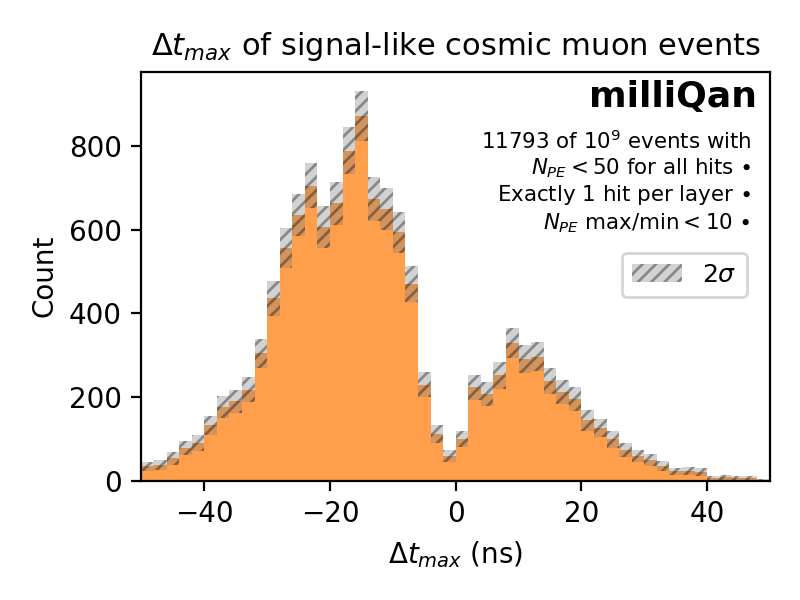 Δt_max of signal-like cosmic muon events
milliQan
11793 of 10⁹ events with
N_PE < 50 for all hits •
Exactly 1 hit per layer •
N_PE max/min < 10 •
2σ
Count
800
600
400
200
0
−40 −20 0 20 40
Δt_max (ns)